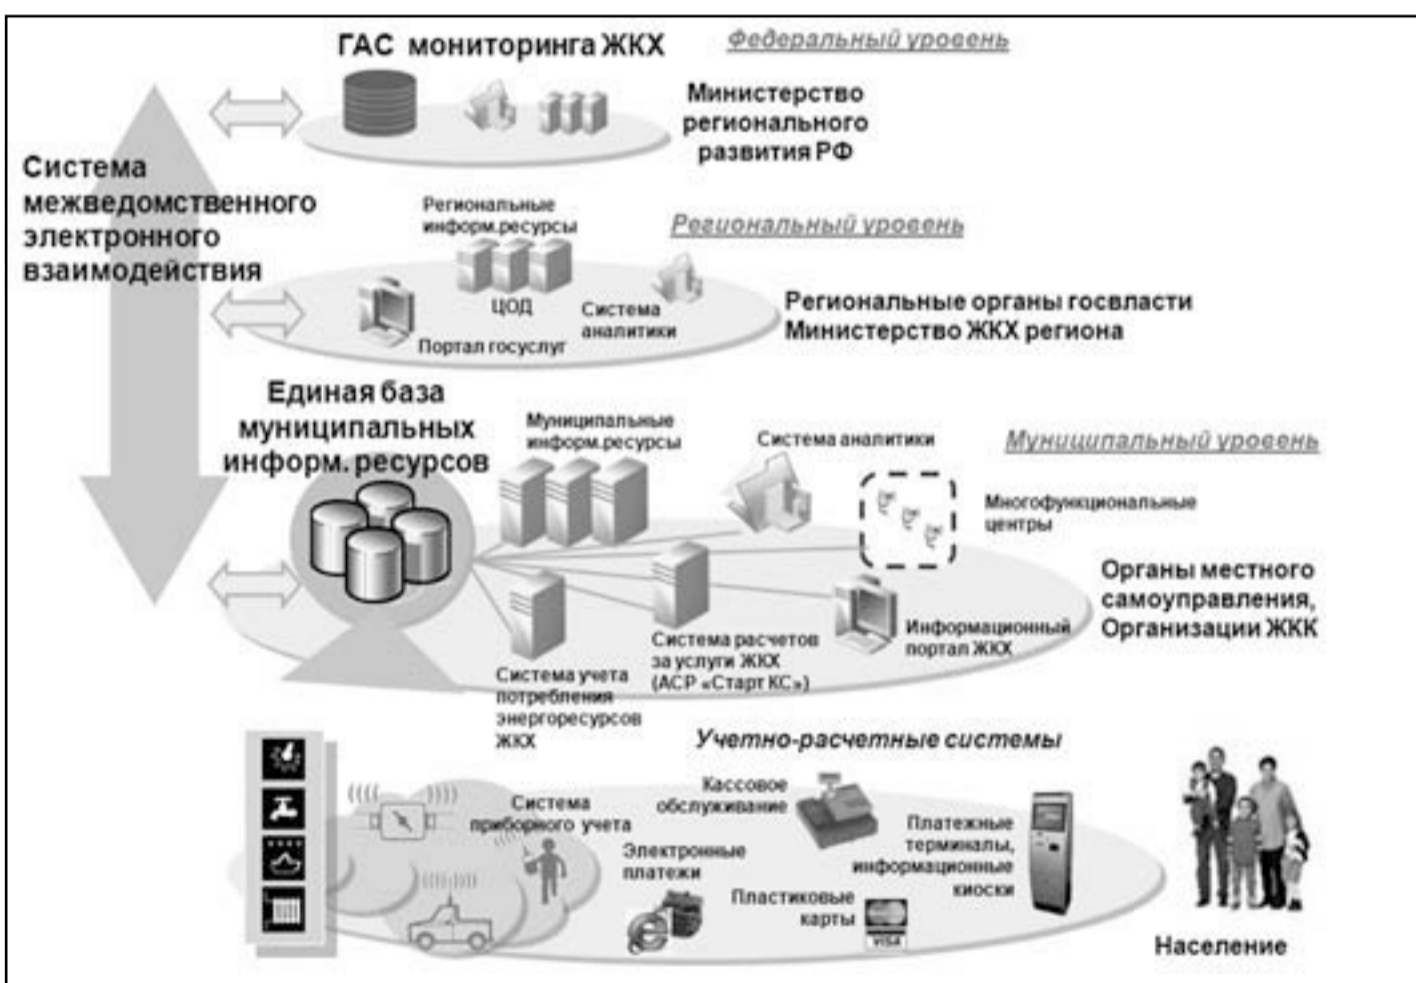 ГАС мониторинга ЖКХ
Федеральный уровень
Министерство
регионального
развития РФ
Система
межведомственного
электронного
взаимодействия
Региональные
информ.ресурсы
Региональный уровень
ЦОД
Система
аналитики
Портал госуслуг
Региональные органы госвласти
Министерство ЖКХ региона
Единая база
муниципальных
информ. ресурсов
Муниципальные
информ.ресурсы
Система аналитики
Муниципальный уровень
Многофункциональные
центры
Органы местного
самоуправления,
Организации ЖКК
Информационный
портал ЖКХ
Система расчетов
за услуги ЖКХ
(АСР «Старт КС»)
Система учета
потребления
энергоресурсов
ЖКХ
Учетно-расчетные системы
Система
приборного учета
Кассовое
обслуживание
Электронные
платежи
Платежные
терминалы,
информационные
киоски
Пластиковые
карты
VISA
Население